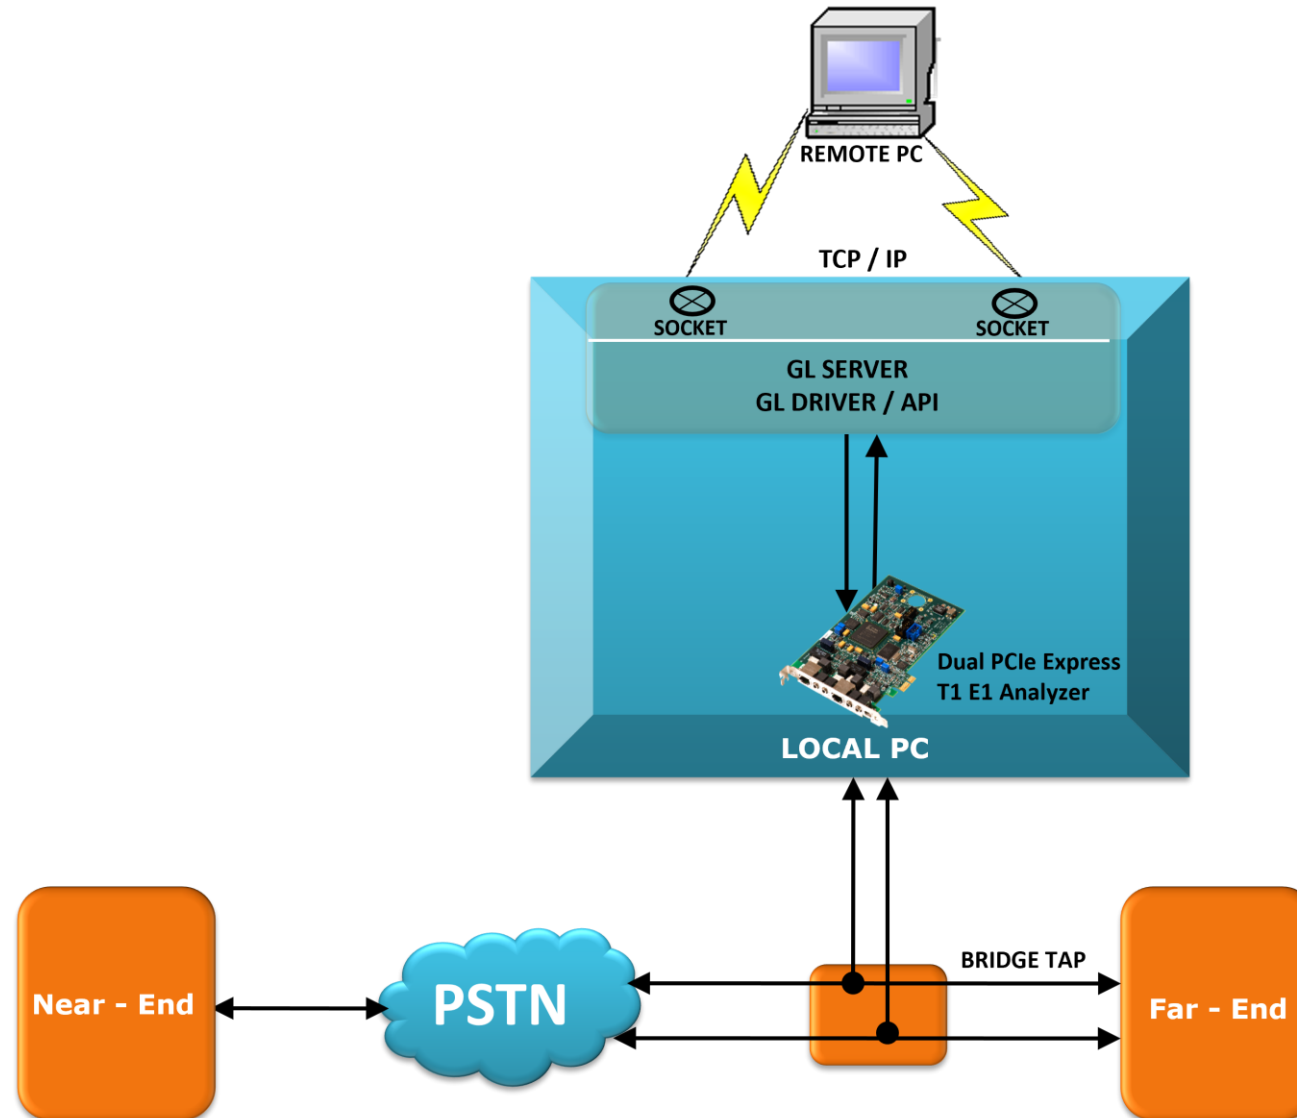 REMOTE PC
TCP / IP
SOCKET
SOCKET
GL SERVER
GL DRIVER / API
Dual PCIe Express
T1 E1 Analyzer
LOCAL PC
BRIDGE TAP
Near - End
PSTN
Far - End